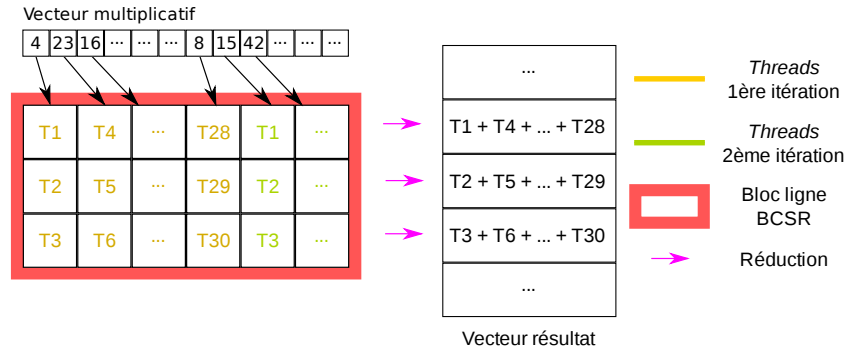 Vecteur multiplicatif
4 23 16 ... ... ... 8 15 42 ... ... ...
T1 T4 ... T28 T1 ...
T2 T5 ... T29 T2 ...
T3 T6 ... T30 T3 ...
...
T1 + T4 + ... + T28
T2 + T5 + ... + T29
T3 + T6 + ... + T30
...
Vecteur résultat
Threads
1ère itération
Threads
2ème itération
Bloc ligne
BCSR
Réduction